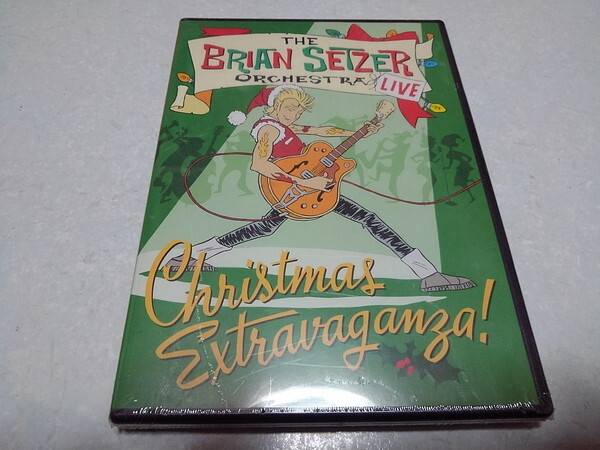 THE
BRIAN SETZER
ORCHESTRA
LIVE
Christmas
Extravaganza!